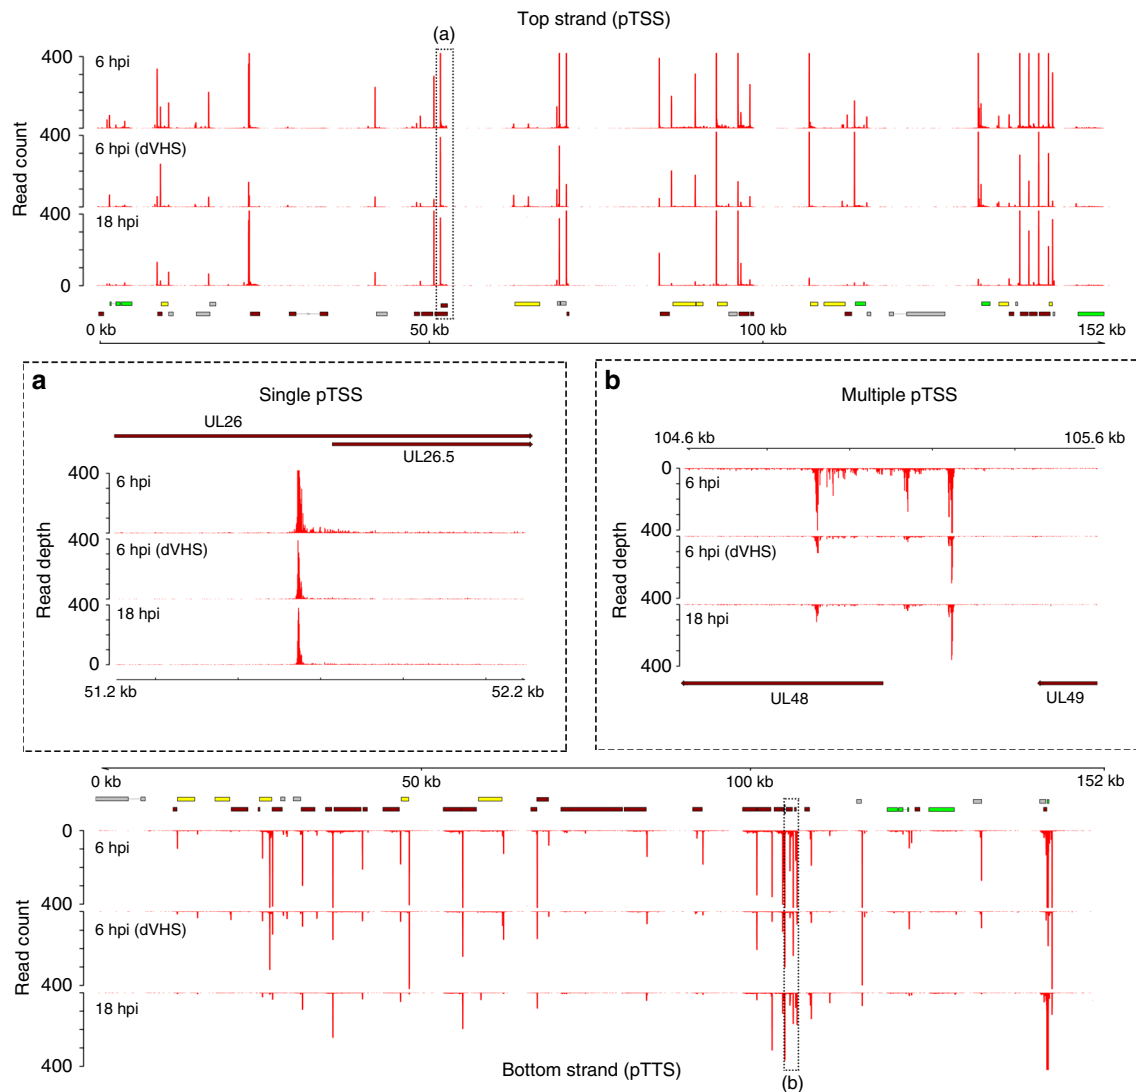 Top strand (pTSS)
(a)
400
6 hpi
400
6 hpi (dVHS)
400
18 hpi
0
Read count
0 kb
50 kb
100 kb
152 kb
a
Single pTSS
UL26
UL26.5
400
6 hpi
400
6 hpi (dVHS)
400
18 hpi
0
Read depth
51.2 kb
52.2 kb
b
Multiple pTSS
104.6 kb
105.6 kb
0
6 hpi
400
6 hpi (dVHS)
400
18 hpi
400
Read depth
UL48
UL49
0 kb
50 kb
100 kb
152 kb
0
6 hpi
400
6 hpi (dVHS)
400
18 hpi
400
Read count
Bottom strand (pTTS)
(b)